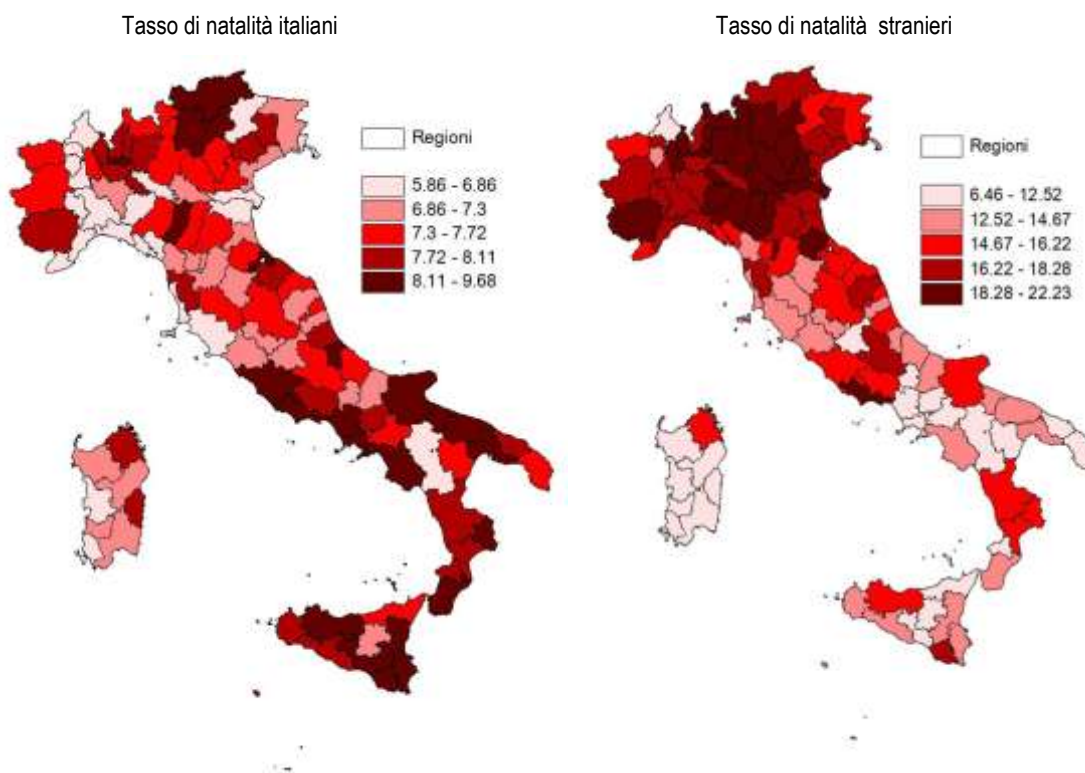 Tasso di natalità italiani
Regioni
5.86 - 6.86
6.86 - 7.3
7.3 - 7.72
7.72 - 8.11
8.11 - 9.68
Tasso di natalità  stranieri
Regioni
6.46 - 12.52
12.52 - 14.67
14.67 - 16.22
16.22 - 18.28
18.28 - 22.23